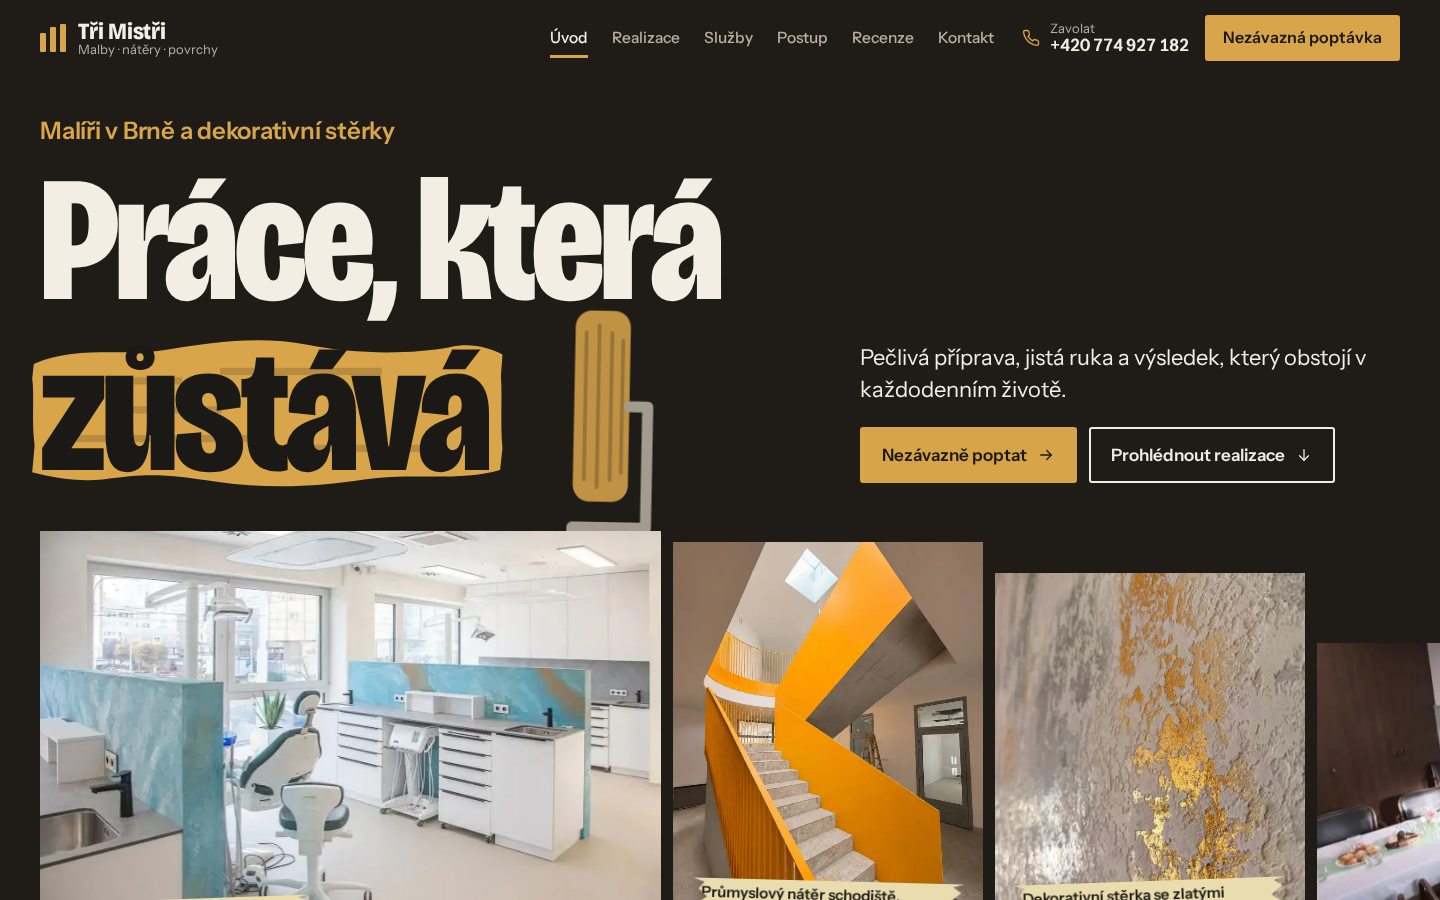 Tři Mistři
Malby · nátěry · povrchy
Úvod
Realizace
Služby
Postup
Recenze
Kontakt
Zavolat
+420 774 927 182
Nezávazná poptávka
Malíři v Brně a dekorativní stěrky
Práce, která
zůstává
Pečlivá příprava, jistá ruka a výsledek, který obstojí v
každodenním životě.
Nezávazně poptat
Prohlédnout realizace
Průmyslový nátěr schodiště,
Dekorativní stěrka se zlatými